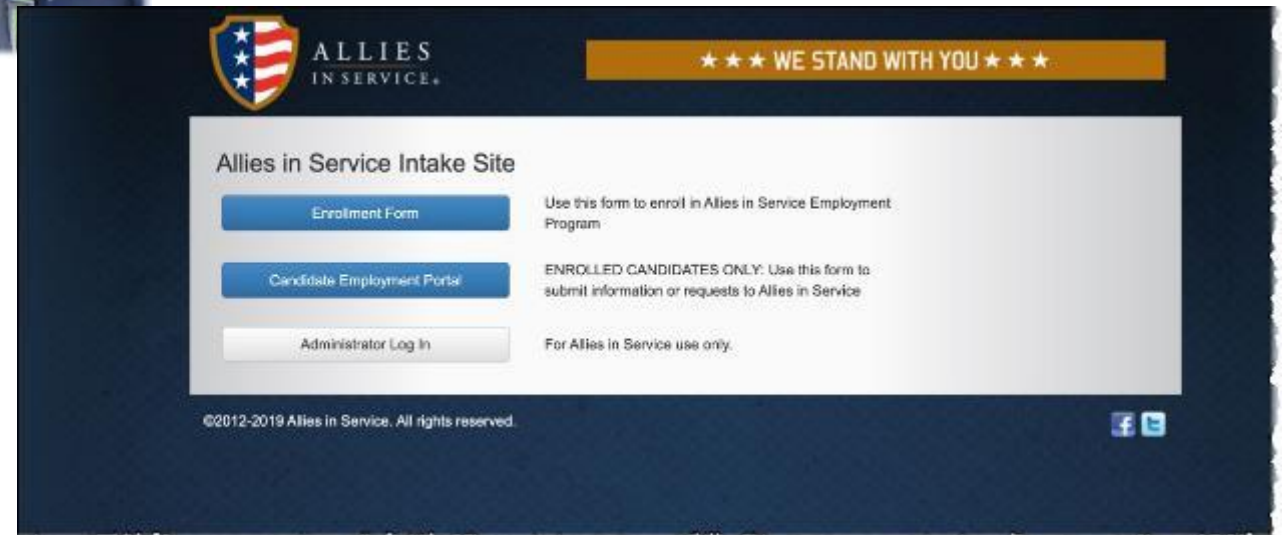 ALLIES
IN SERVICE®
★ ★ ★ WE STAND WITH YOU ★ ★ ★
Allies in Service Intake Site
Enrollment Form
Use this form to enroll in Allies in Service Employment
Program
Candidate Employment Portal
ENROLLED CANDIDATES ONLY: Use this form to
submit information or requests to Allies in Service
Administrator Log In
For Allies in Service use only.
©2012-2019 Allies in Service. All rights reserved.